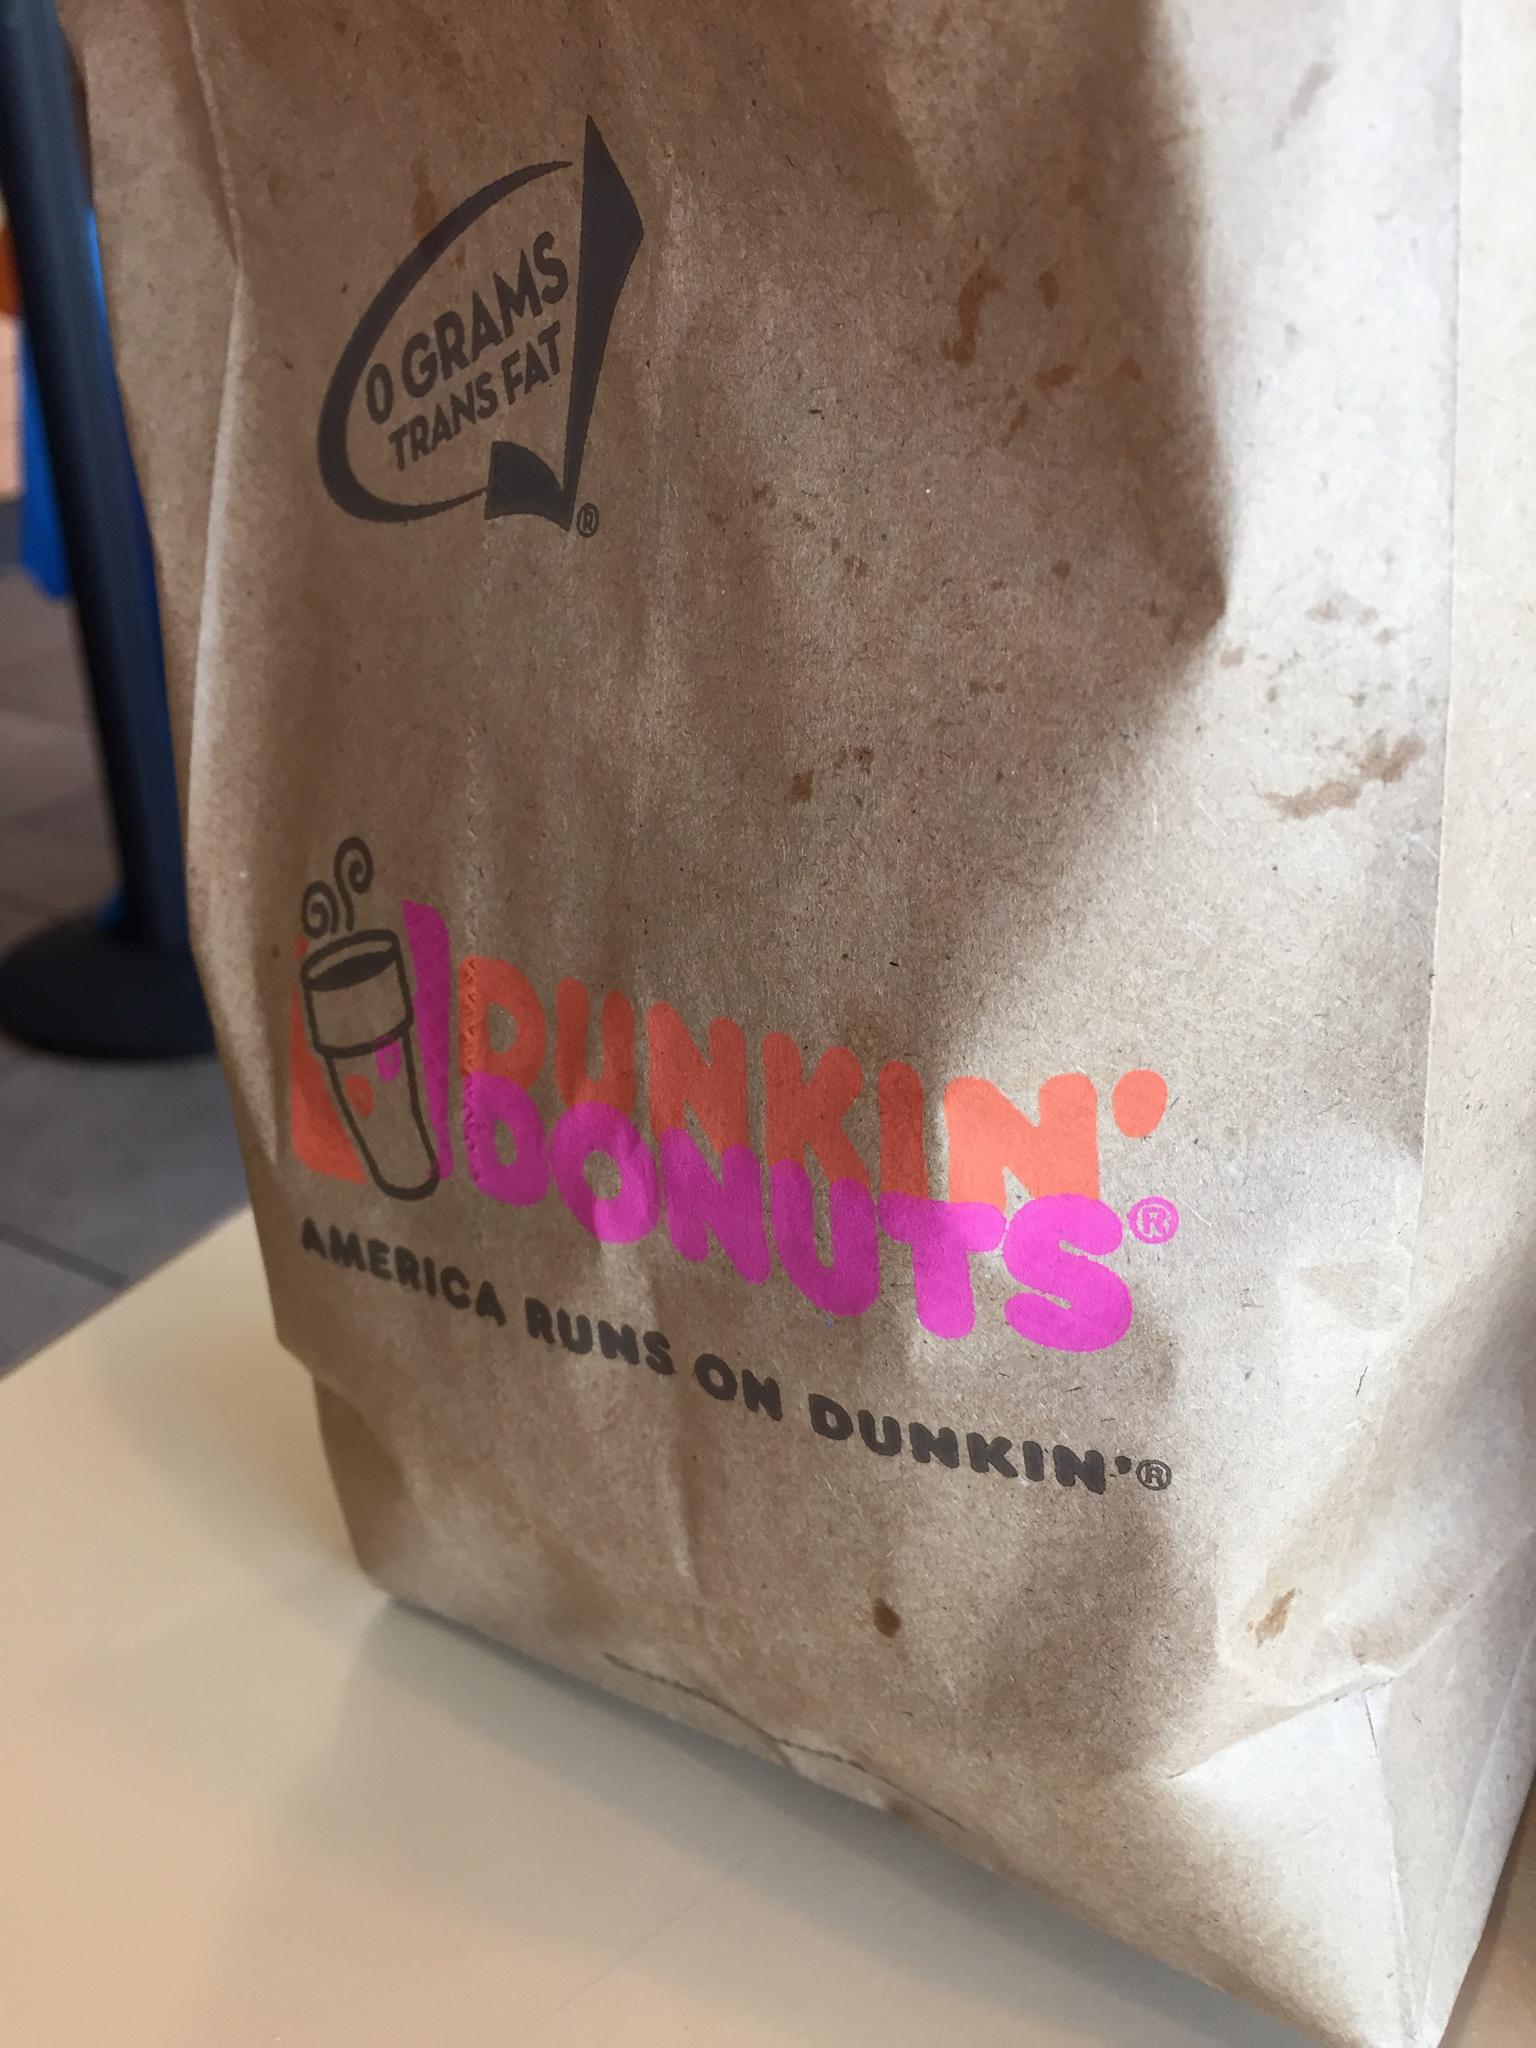 0 GRAMS
TRANS FAT
®
DUNKIN'
DONUTS®
AMERICA RUNS ON DUNKIN'®